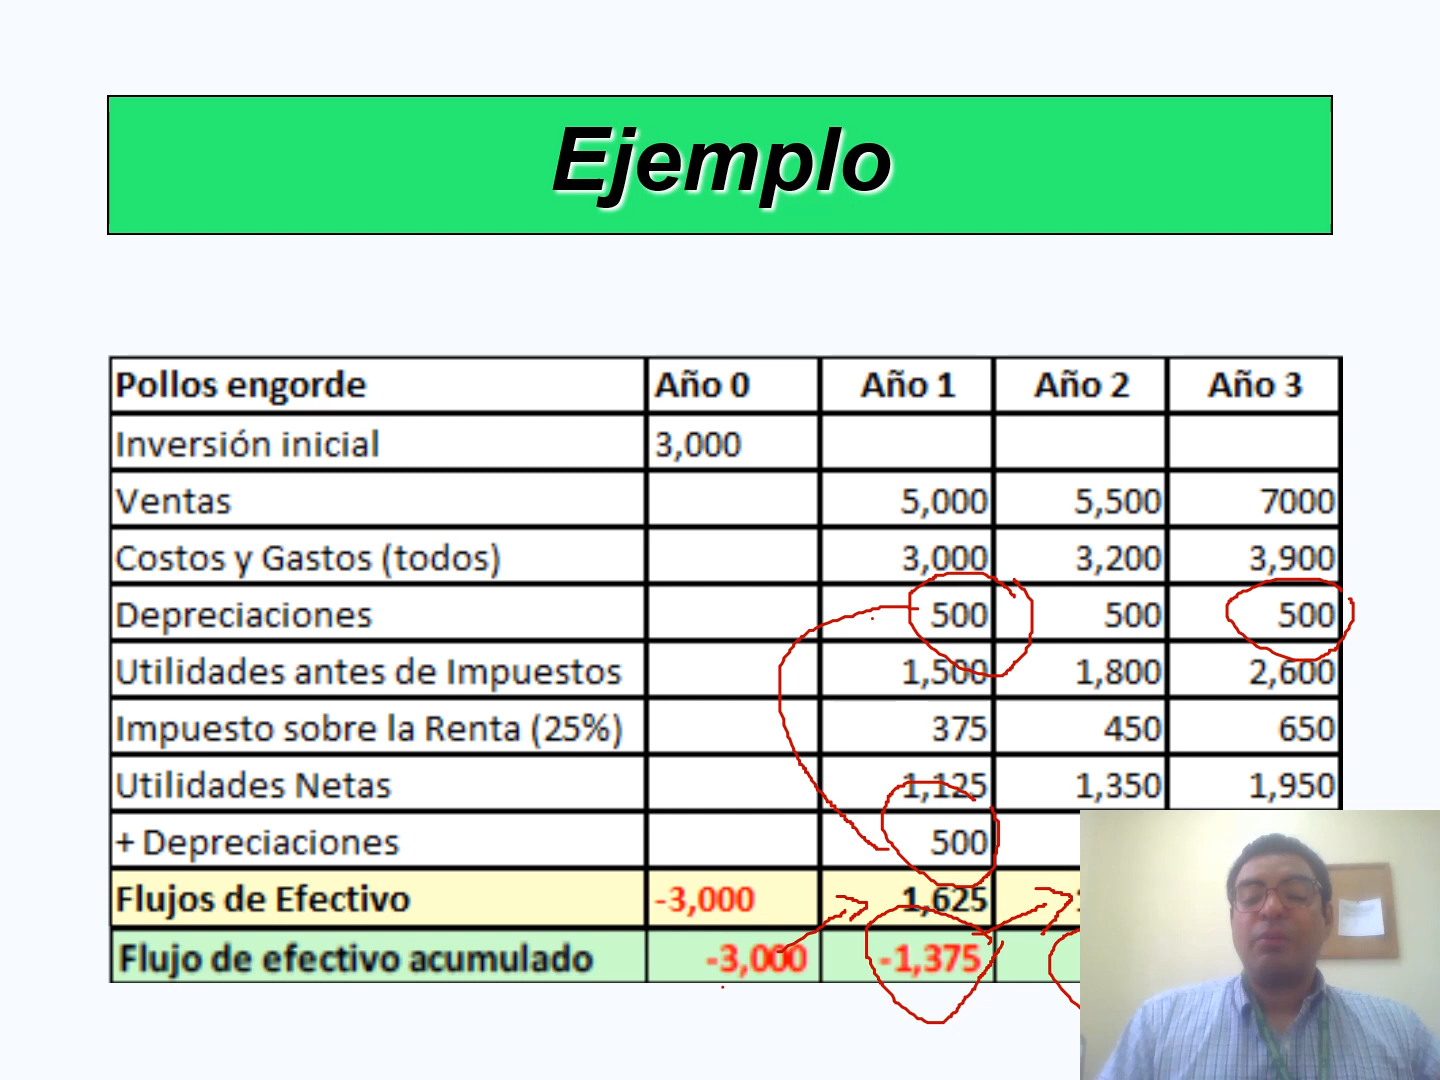 Ejemplo
Pollos engorde Año 0 Año 1 Año 2 Año 3
Inversión inicial 3,000
Ventas 5,000 5,500 7000
Costos y Gastos (todos) 3,000 3,200 3,900
Depreciaciones 500 500 500
Utilidades antes de Impuestos 1,500 1,800 2,600
Impuesto sobre la Renta (25%) 375 450 650
Utilidades Netas 1,125 1,350 1,950
+ Depreciaciones 500
Flujos de Efectivo -3,000 1,625
Flujo de efectivo acumulado -3,000 -1,375